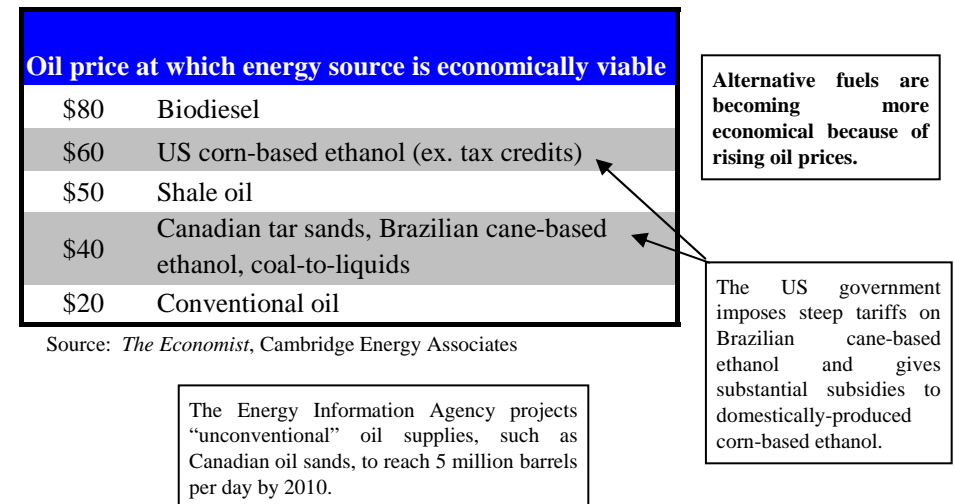 Oil price at which energy source is economically viable
$80 Biodiesel
$60 US corn-based ethanol (ex. tax credits)
$50 Shale oil
$40 Canadian tar sands, Brazilian cane-based
ethanol, coal-to-liquids
$20 Conventional oil
Source: The Economist, Cambridge Energy Associates
Alternative fuels are
becoming more
economical because of
rising oil prices.
The US government
imposes steep tariffs on
Brazilian cane-based
ethanol and gives
substantial subsidies to
domestically-produced
corn-based ethanol.
The Energy Information Agency projects
“unconventional” oil supplies, such as
Canadian oil sands, to reach 5 million barrels
per day by 2010.